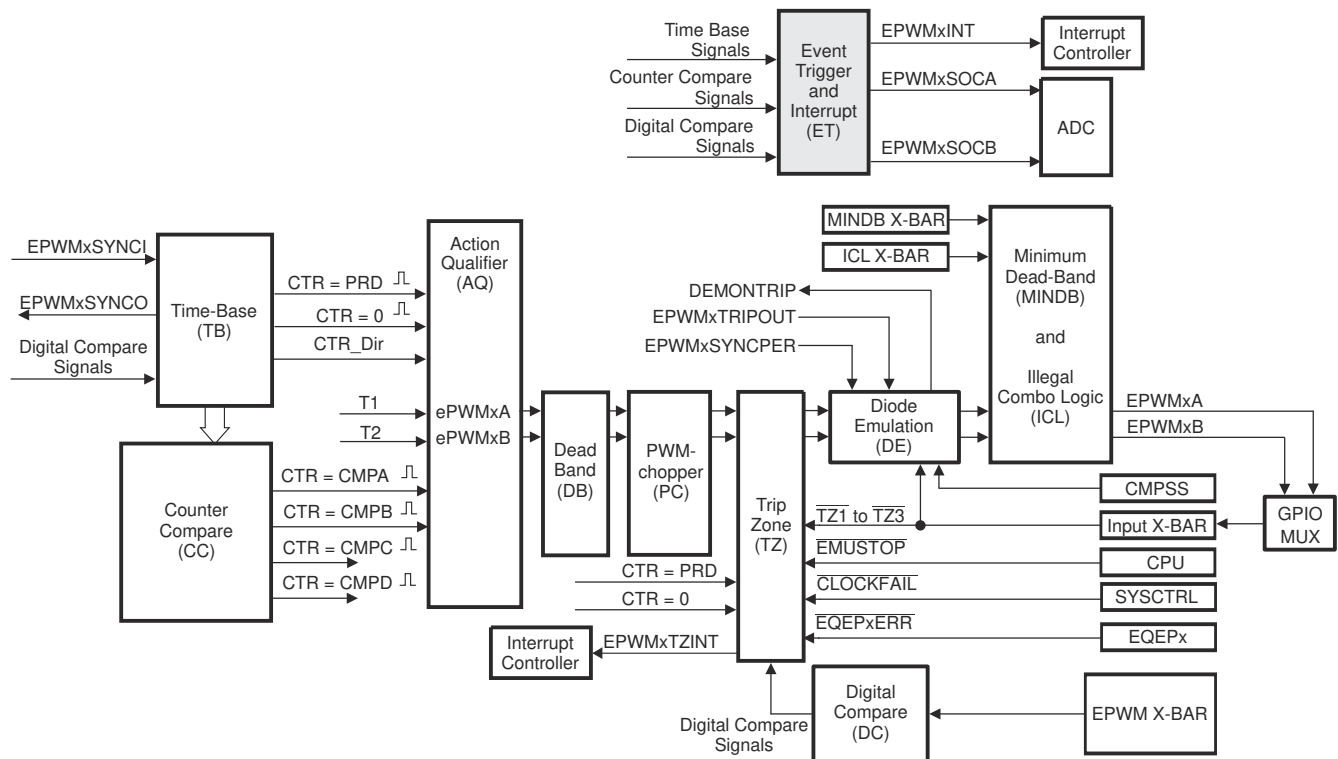 Time Base
Signals
Counter Compare
Signals
Digital Compare
Signals
Event
Trigger
and
Interrupt
(ET)
EPWMxINT
EPWMxSOCA
EPWMxSOCB
Interrupt
Controller
ADC
EPWMxSYNCI
EPWMxSYNCO
Digital Compare
Signals
Time-Base
(TB)
CTR = PRD
CTR = 0
CTR_Dir
T1
T2
Action
Qualifier
(AQ)
ePWMxA
ePWMxB
Counter
Compare
(CC)
CTR = CMPA
CTR = CMPB
CTR = CMPC
CTR = CMPD
Dead
Band
(DB)
PWM-
chopper
(PC)
Trip
Zone
(TZ)
CTR = PRD
CTR = 0
Interrupt
Controller
EPWMxTZINT
MINDB X-BAR
ICL X-BAR
DEMONTRIP
EPWMxTRIPOUT
EPWMxSYNCPER
Diode
Emulation
(DE)
Minimum
Dead-Band
(MINDB)
and
Illegal
Combo Logic
(ICL)
EPWMxA
EPWMxB
TZ1 to TZ3
EMUSTOP
CLOCKFAIL
EQEPxERR
CMPSS
Input X-BAR
CPU
SYSCTRL
EQEPx
GPIO
MUX
Digital Compare
Signals
Digital
Compare
(DC)
EPWM X-BAR